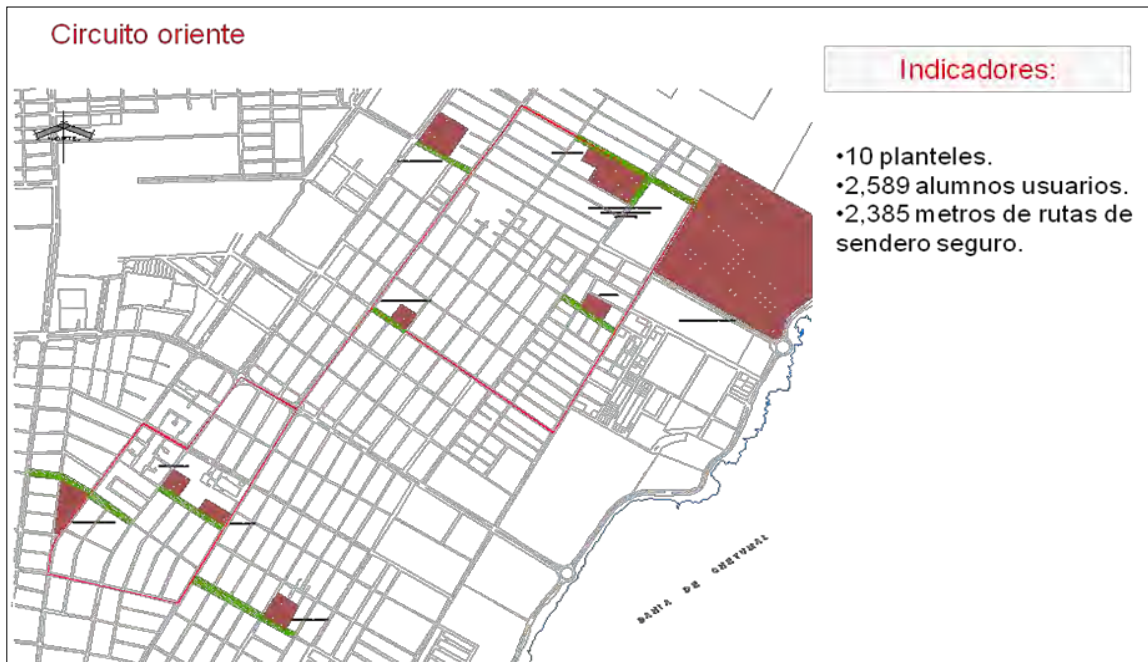 Circuito oriente
Indicadores:
NORTE.
•10 planteles.
•2,589 alumnos usuarios.
•2,385 metros de rutas de
sendero seguro.
BAHIA DE CHETUMAL